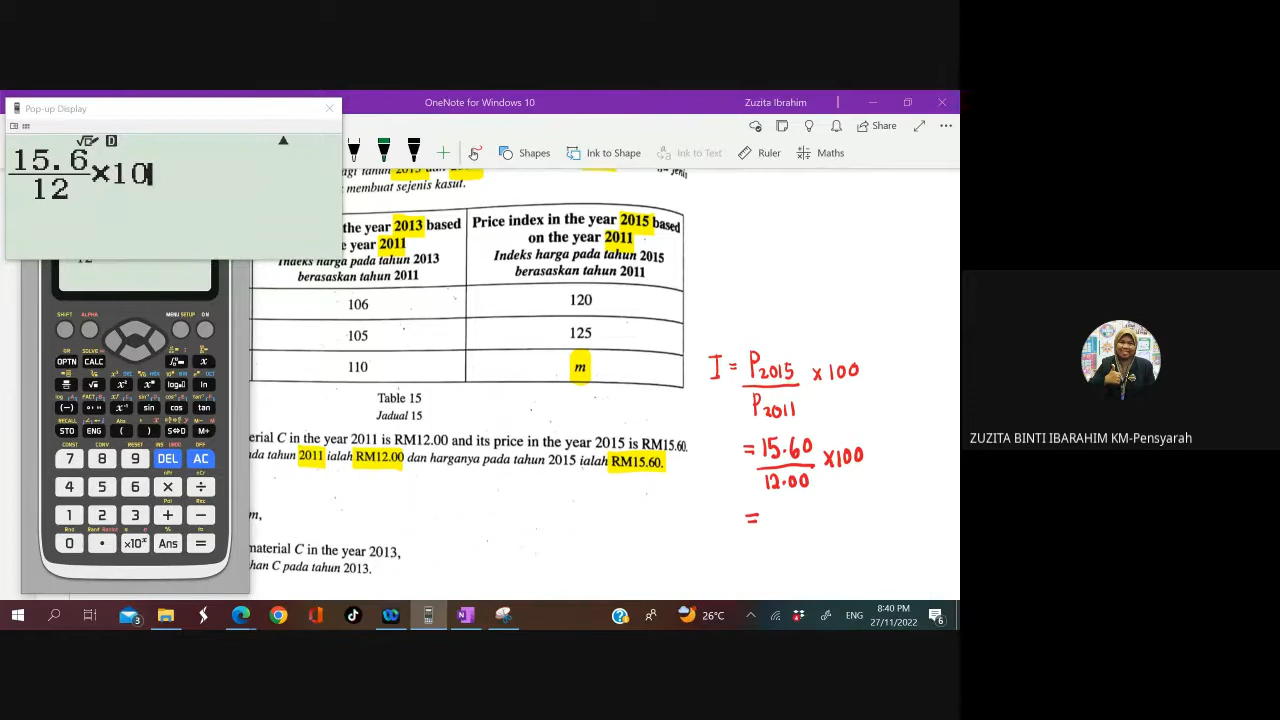 Pop-up Display
OneNote for Windows 10
Zuzita Ibrahim
Share
Shapes
Ink to Shape
Ink to Text
Ruler
Maths
15.6
12
×10
membuat sejenis kasut.
the year 2013 based
e year 2011
Indeks harga pada tahun 2013
berasaskan tahun 2011
Price index in the year 2015 based
on the year 2011
Indeks harga pada tahun 2015
berasaskan tahun 2011
106 120
105 125
110 m
Table 15
Jadual 15
erial C in the year 2011 is RM12.00 and its price in the year 2015 is RM15.60.
da tahun 2011 ialah RM12.00 dan harganya pada tahun 2015 ialah RM15.60.
m,
material C in the year 2013,
han C pada tahun 2013.
I = P2015 × 100
P2011
= 15.60 ×100
12.00
=
SHIFT ALPHA MENU SETUP ON
OPTN CALC
sin cos tan
STO ENG ( ) S⇔D M+
7 8 9 DEL AC
4 5 6 × ÷
1 2 3 + −
0 • ×10ˣ Ans =
ZUZITA BINTI IBARAHIM KM-Pensyarah
26°C
ENG
8:40 PM
27/11/2022